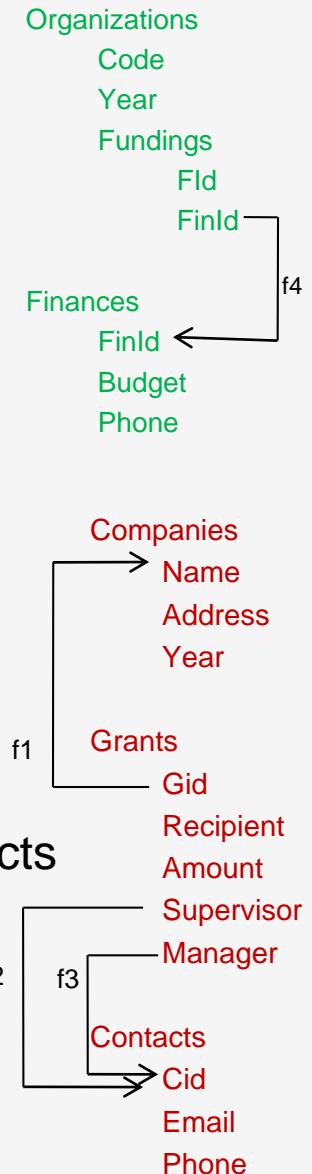 Organizations
Code
Year
Fundings
FId
FinId
f4
Finances
FinId
Budget
Phone
Companies
Name
Address
Year
f1
Grants
Gid
Recipient
Amount
cts
Supervisor
Manager
2
f3
Contacts
Cid
Email
Phone